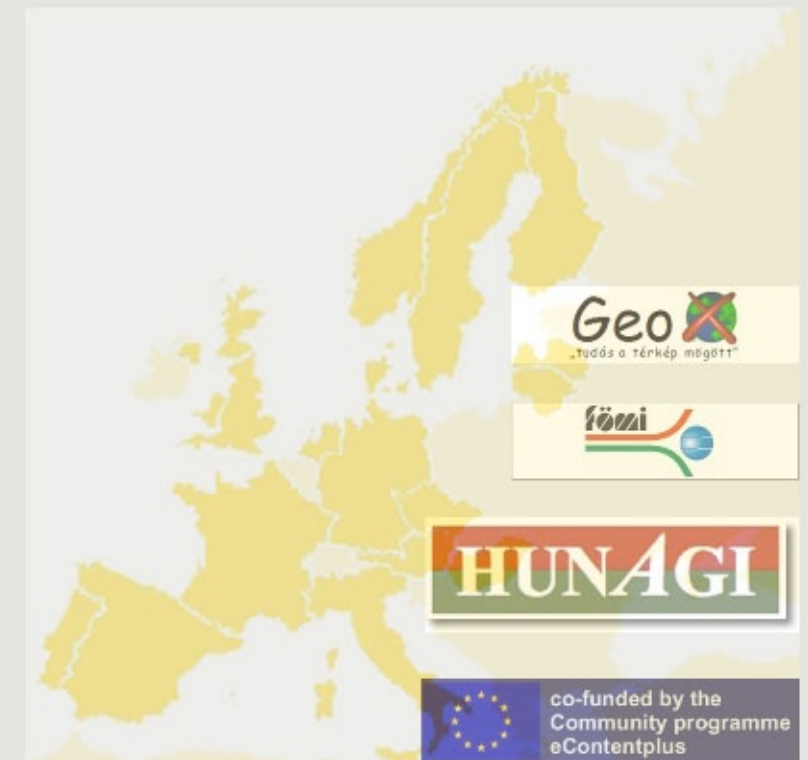 Geo
„tudás a térkép mögött”
fömi
HUNAGI
co-funded by the
Community programme
eContentplus